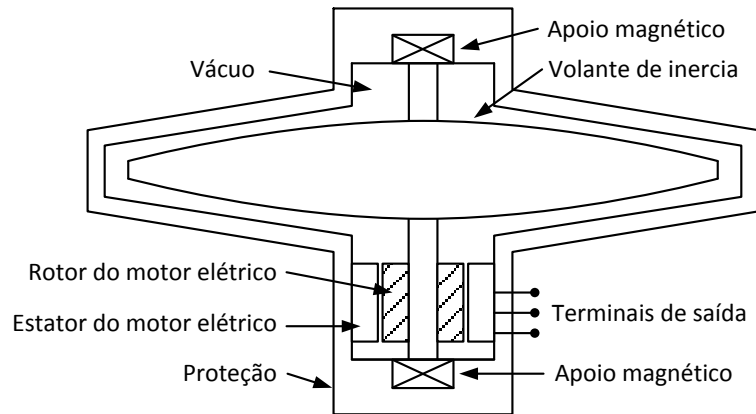 Apoio magnético
Vácuo
Volante de inercia
Rotor do motor elétrico
Estator do motor elétrico
Terminais de saída
Proteção
Apoio magnético